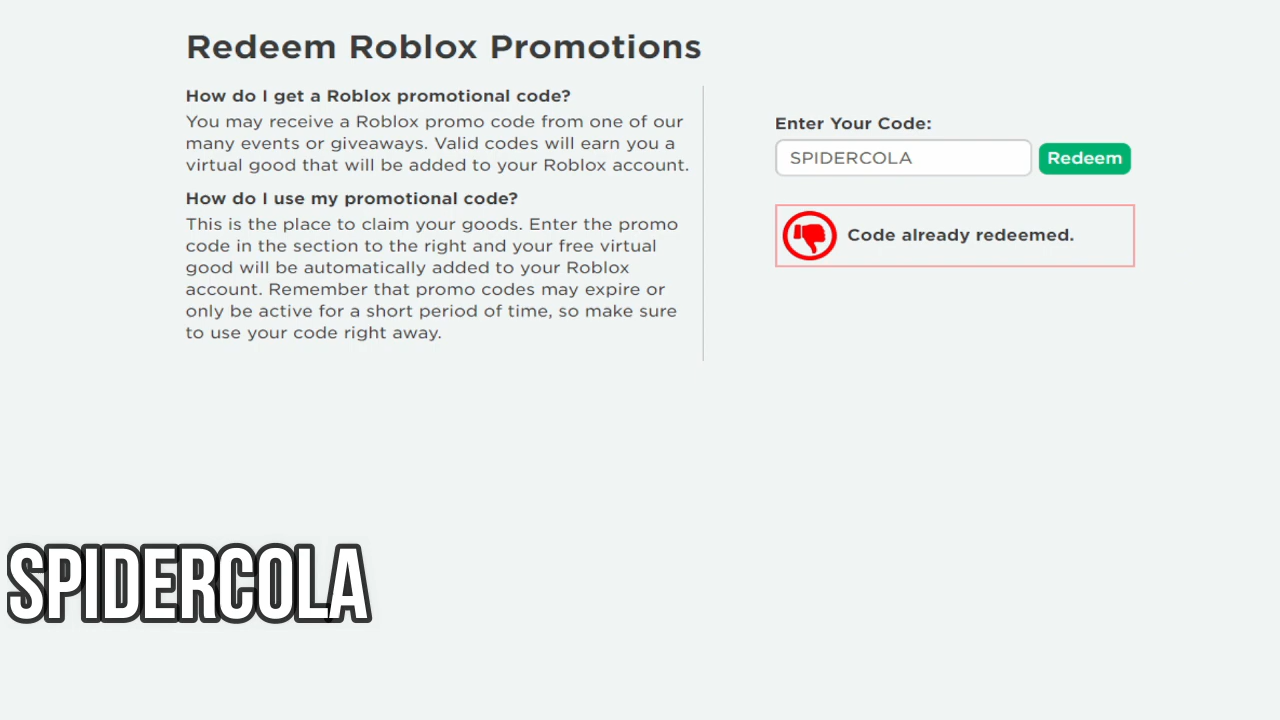 Redeem Roblox Promotions
How do I get a Roblox promotional code?
You may receive a Roblox promo code from one of our
many events or giveaways. Valid codes will earn you a
virtual good that will be added to your Roblox account.
How do I use my promotional code?
This is the place to claim your goods. Enter the promo
code in the section to the right and your free virtual
good will be automatically added to your Roblox
account. Remember that promo codes may expire or
only be active for a short period of time, so make sure
to use your code right away.
Enter Your Code:
SPIDERCOLA
Redeem
Code already redeemed.
SPIDERCOLA